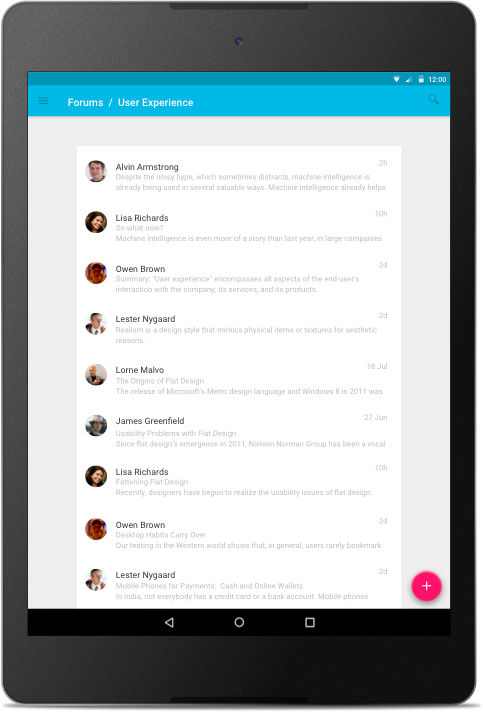 12:00
Forums / User Experience
Alvin Armstrong 2h
Despite the noisy hype, which sometimes distracts, machine intelligence is
already being used in several valuable ways. Machine intelligence already helps
Lisa Richards 10h
So what now?
Machine intelligence is even more of a story than last year, in large companies
Owen Brown 2d
Summary: "User experience" encompasses all aspects of the end-user's
interaction with the company, its services, and its products.
Lester Nygaard 2d
Realism is a design style that mimics physical items or textures for aesthetic
reasons.
Lorne Malvo 18 Jul
The Origins of Flat Design
The release of Microsoft's Metro design language and Windows 8 in 2011 was
James Greenfield 27 Jun
Usability Problems with Flat Design
Since flat design's emergence in 2011, Nielsen Norman Group has been a vocal
Lisa Richards 10h
Fattening Flat Design
Recently, designers have begun to realize the usability issues of flat design.
Owen Brown 2d
Desktop Habits Carry Over
Our testing in the Western world shows that, in general, users rarely bookmark
Lester Nygaard 2d
Mobile Phones for Payments: Cash and Online Wallets
In India, not everybody has a credit card or a bank account. Mobile phones